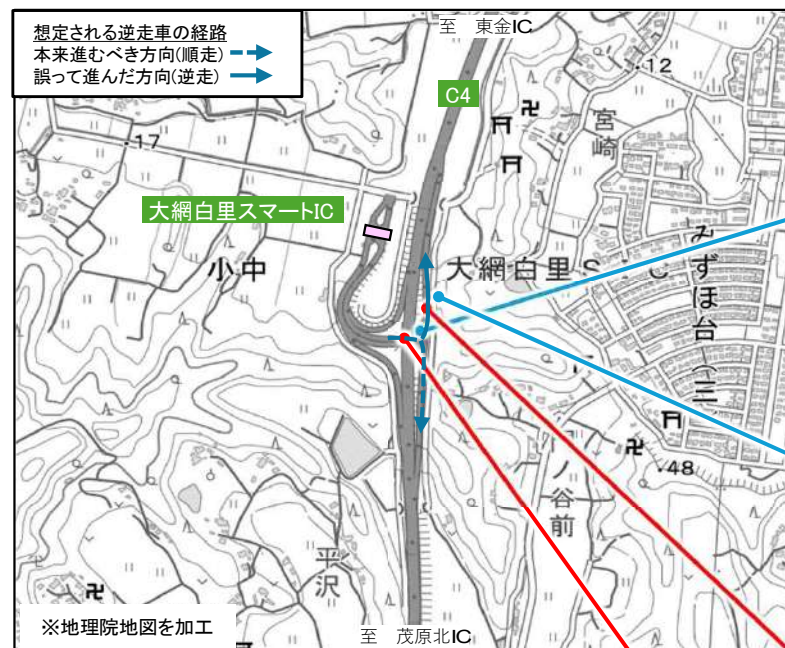 想定される逆走車の経路
本来進むべき方向(順走)
誤って進んだ方向(逆走)
至　東金IC
C4
12
宮崎
17
大網白里スマートIC
小中
大網白里SIC
みずほ台(三)
48
ノ谷前
平沢
※地理院地図を加工
至　茂原北IC